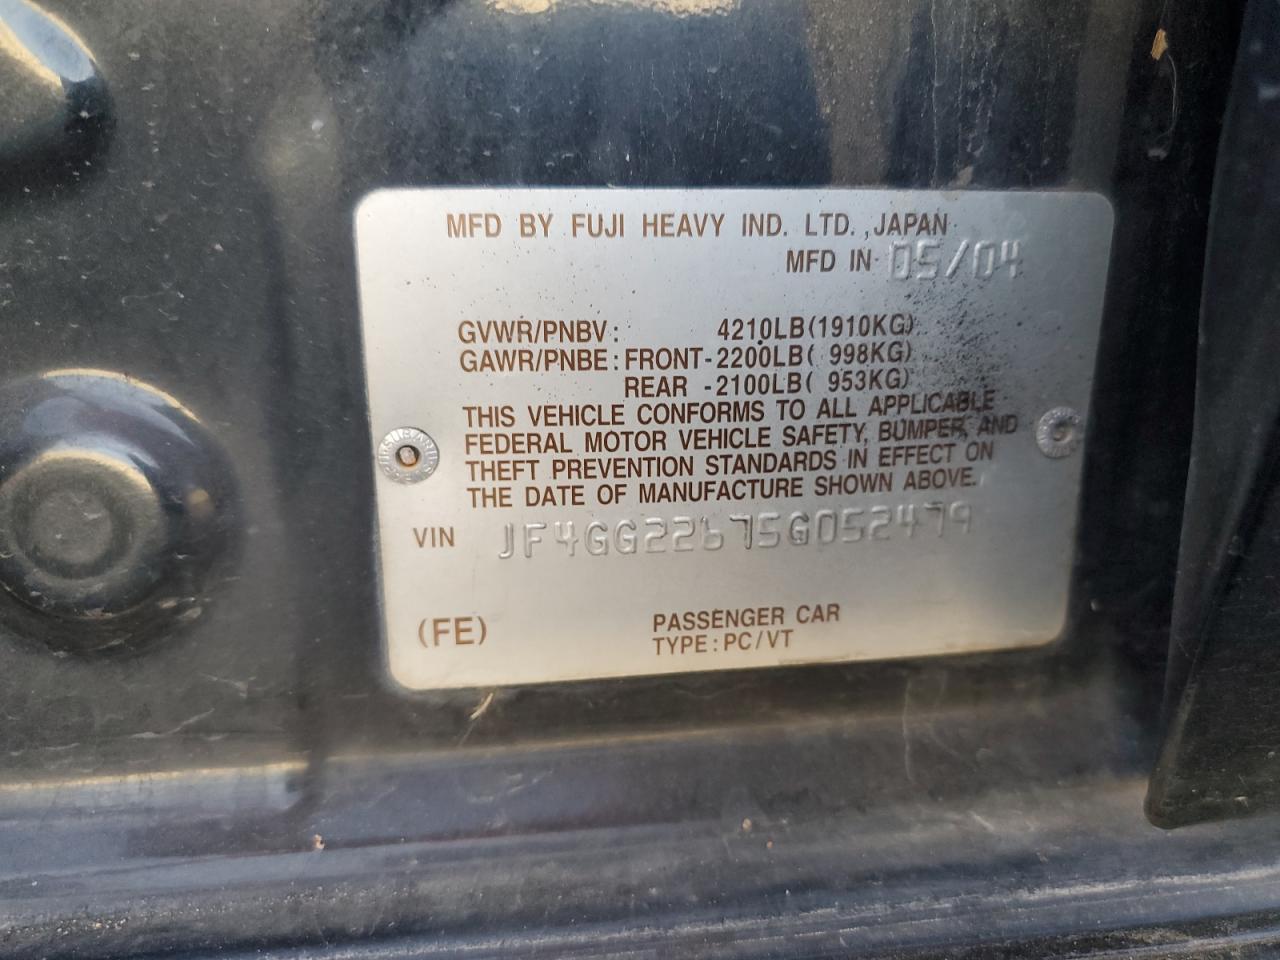 MFD BY FUJI HEAVY IND. LTD., JAPAN
MFD IN 05/04
GVWR/PNBV: 4210LB(1910KG)
GAWR/PNBE: FRONT-2200LB( 998KG)
REAR -2100LB( 953KG)
THIS VEHICLE CONFORMS TO ALL APPLICABLE
FEDERAL MOTOR VEHICLE SAFETY, BUMPER, AND
THEFT PREVENTION STANDARDS IN EFFECT ON
THE DATE OF MANUFACTURE SHOWN ABOVE.
VIN JF4GG22675G052479
(FE)
PASSENGER CAR
TYPE: PC/VT